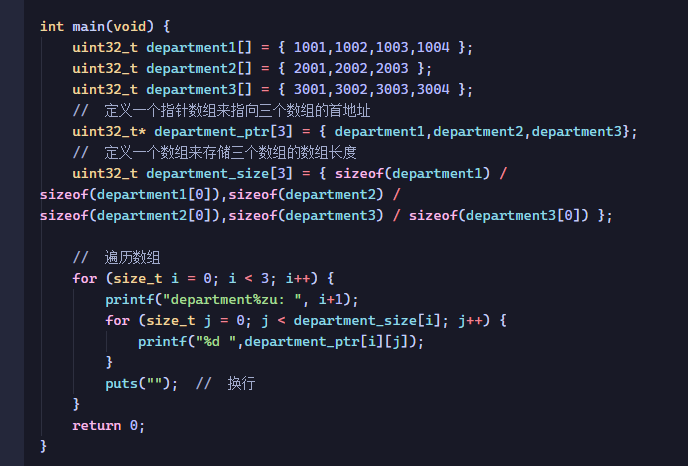 int main(void) {
uint32_t department1[] = { 1001,1002,1003,1004 };
uint32_t department2[] = { 2001,2002,2003 };
uint32_t department3[] = { 3001,3002,3003,3004 };
// 定义一个指针数组来指向三个数组的首地址
uint32_t* department_ptr[3] = { department1,department2,department3};
// 定义一个数组来存储三个数组的数组长度
uint32_t department_size[3] = { sizeof(department1) /
sizeof(department1[0]),sizeof(department2) /
sizeof(department2[0]),sizeof(department3) / sizeof(department3[0]) };
// 遍历数组
for (size_t i = 0; i < 3; i++) {
printf("department%zu: ", i+1);
for (size_t j = 0; j < department_size[i]; j++) {
printf("%d ",department_ptr[i][j]);
}
puts(""); // 换行
}
return 0;
}